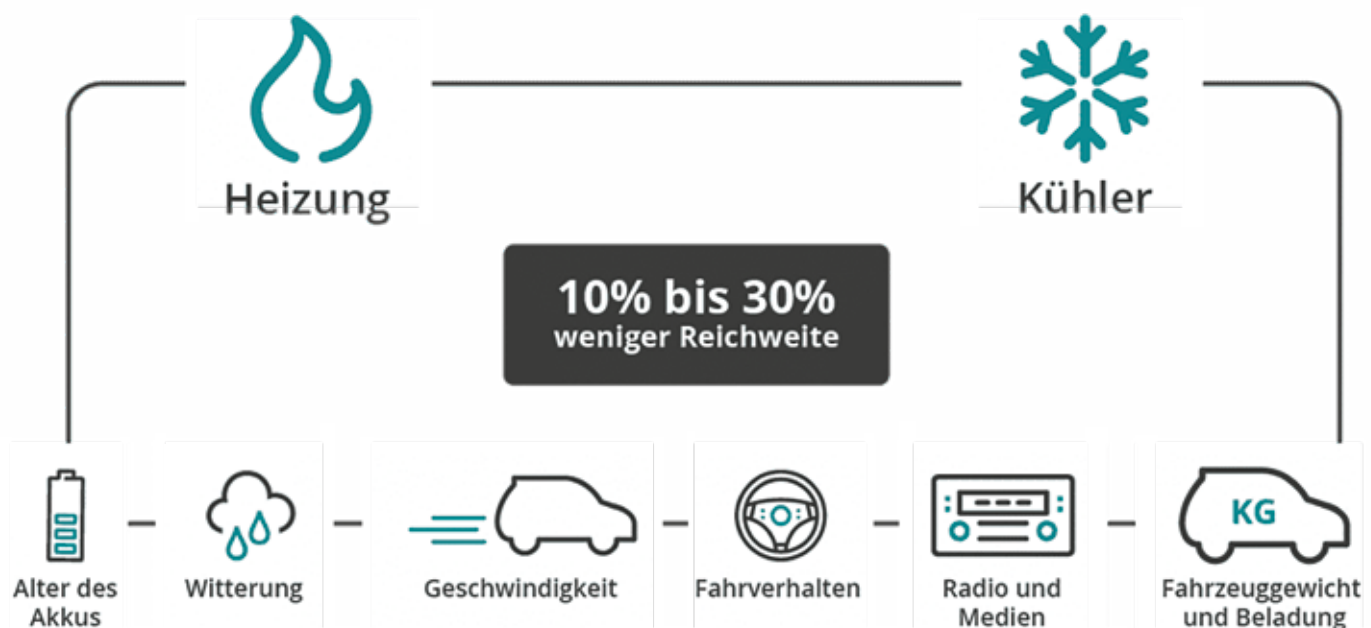 Heizung
Kühler
10% bis 30%
weniger Reichweite
Alter des
Akkus
Witterung
Geschwindigkeit
Fahrverhalten
Radio und
Medien
KG
Fahrzeuggewicht
und Beladung